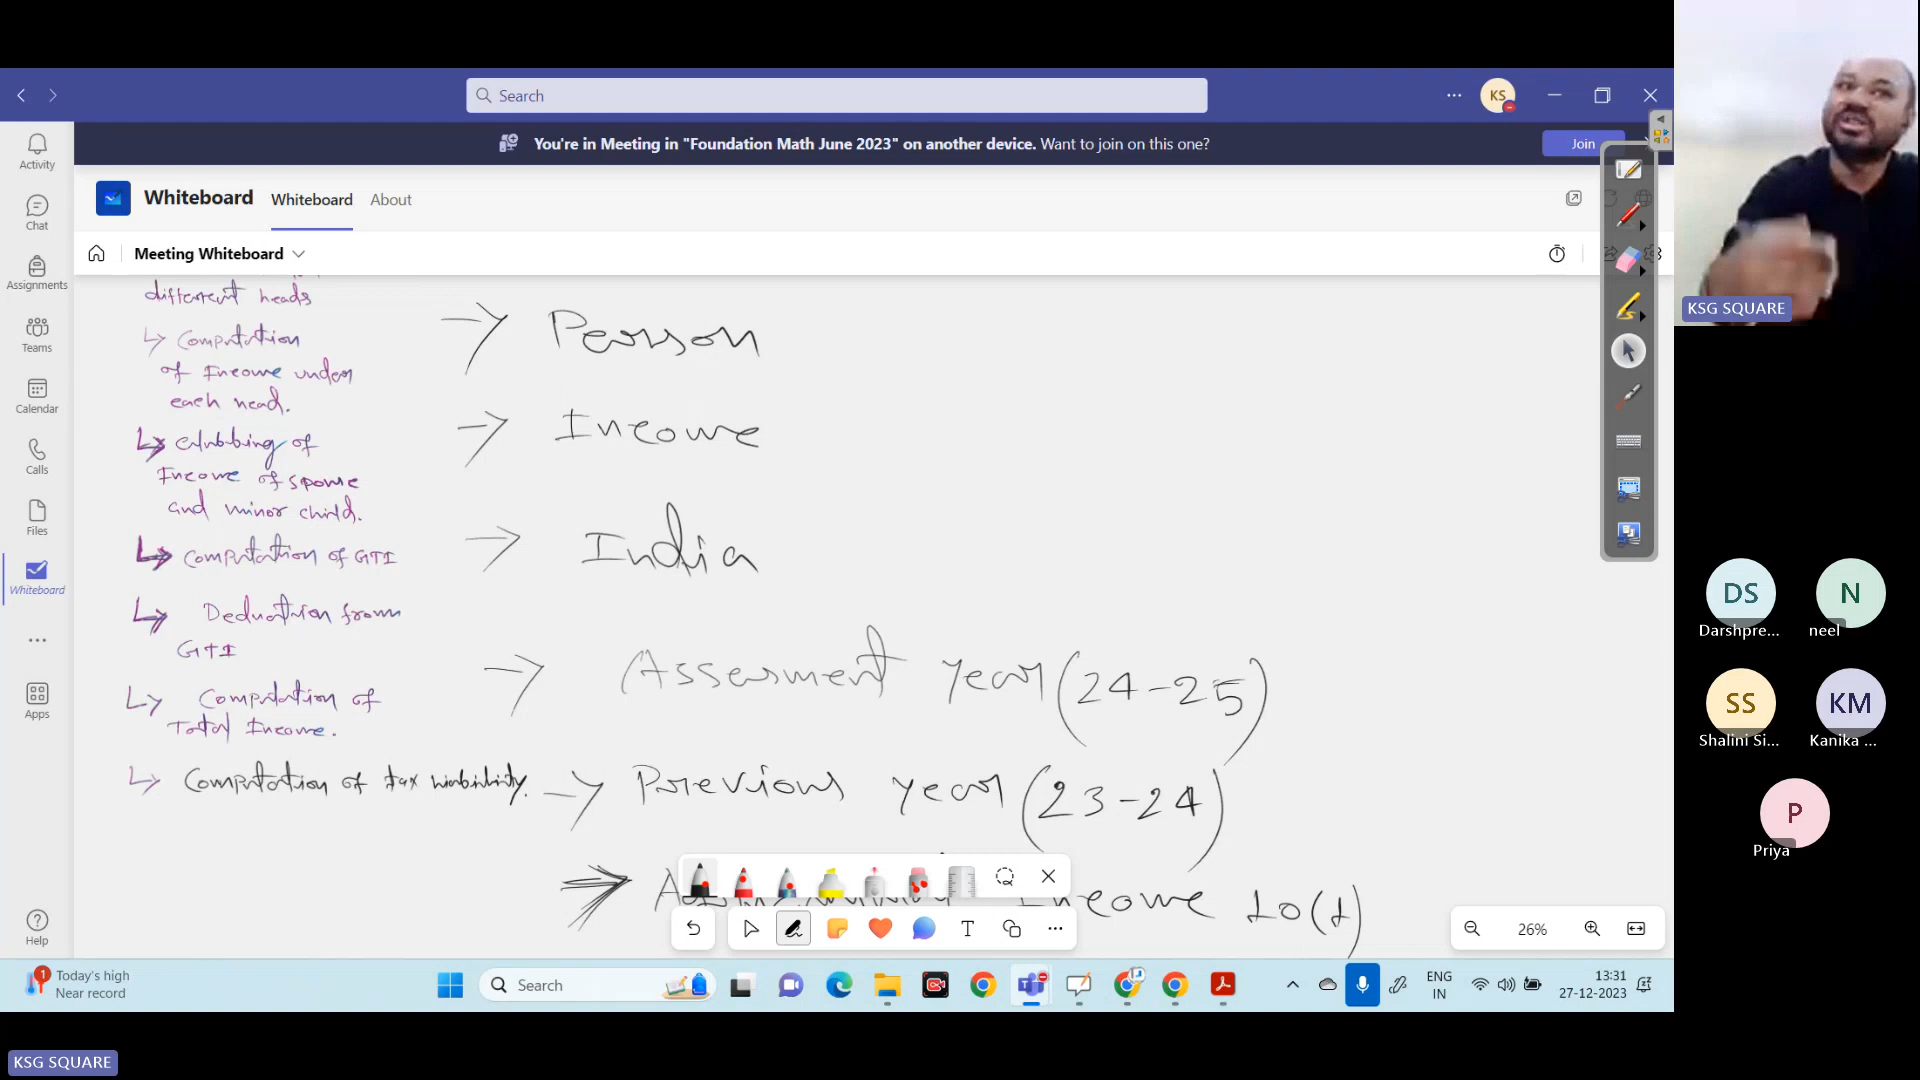 Search
KS
You're in Meeting in "Foundation Math June 2023" on another device. Want to join on this one?
Join
Activity
Chat
Assignments
Teams
Calendar
Calls
Files
Whiteboard
Apps
Help
Whiteboard
Whiteboard
About
Meeting Whiteboard
different heads
Computation
of Income under
each head.
clubbing of
Income of spouse
and minor child.
Computation of GTI
Deduction from
GTI
Computation of
Total Income.
Computation of tax liability.
Person
Income
India
Assesment year (24-25)
Previous year (23-24)
Income 10(1)
T
26%
KSG SQUARE
DS
Darshpre...
N
neel
SS
Shalini Si...
KM
Kanika ...
P
Priya
1
Today's high
Near record
Search
ENG
IN
13:31
27-12-2023
KSG SQUARE